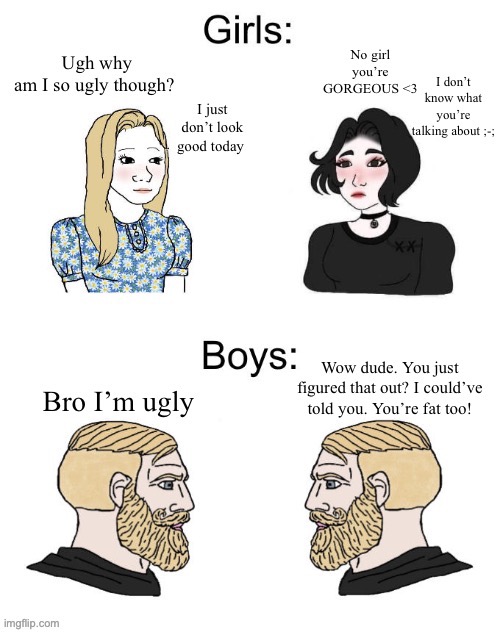 Girls:
Ugh why
am I so ugly though?
I just
don’t look
good today
No girl
you’re
GORGEOUS <3
I don’t
know what
you’re
talking about ;-;
Boys:
Bro I’m ugly
Wow dude. You just
figured that out? I could’ve
told you. You’re fat too!
imgflip.com